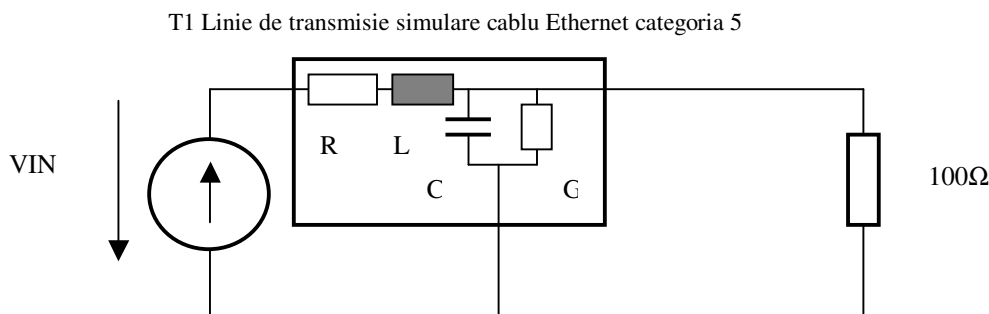 T1 Linie de transmisie simulare cablu Ethernet categoria 5
R L
VIN
100Ω
C G